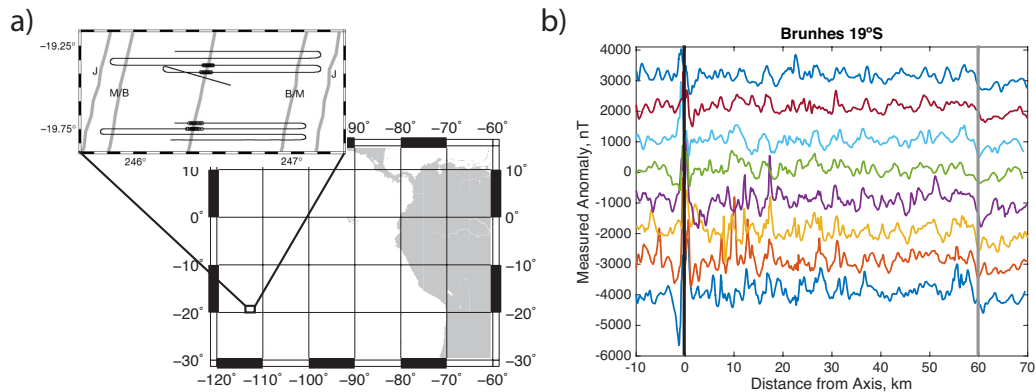 a)
−19.25°
−19.75°
J
M/B
B/M
J
246°
247°
−90° −80° −70° −60°
10
0°
−10°
−20°
−30°
10°
0°
−10°
−20°
−30°
−120° −110° −100° −90° −80° −70° −60°
b)
Brunhes 19°S
Measured Anomaly, nT
4000
3000
2000
1000
0
-1000
-2000
-3000
-4000
-5000
-6000
-10 0 10 20 30 40 50 60 70
Distance from Axis, km